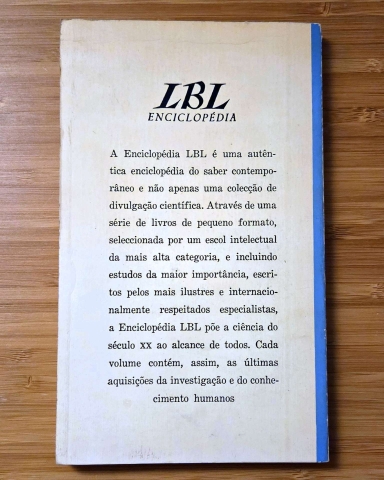 LBL
ENCICLOPÉDIA
A Enciclopédia LBL é uma autên-
tica enciclopédia do saber contempo-
râneo e não apenas uma colecção de
divulgação científica. Através de uma
série de livros de pequeno formato,
seleccionada por um escol intelectual
da mais alta categoria, e incluindo
estudos da maior importância, escri-
tos pelos mais ilustres e internacio-
nalmente respeitados especialistas,
a Enciclopédia LBL põe a ciência do
século XX ao alcance de todos. Cada
volume contém, assim, as últimas
aquisições da investigação e do conhe-
cimento humanos